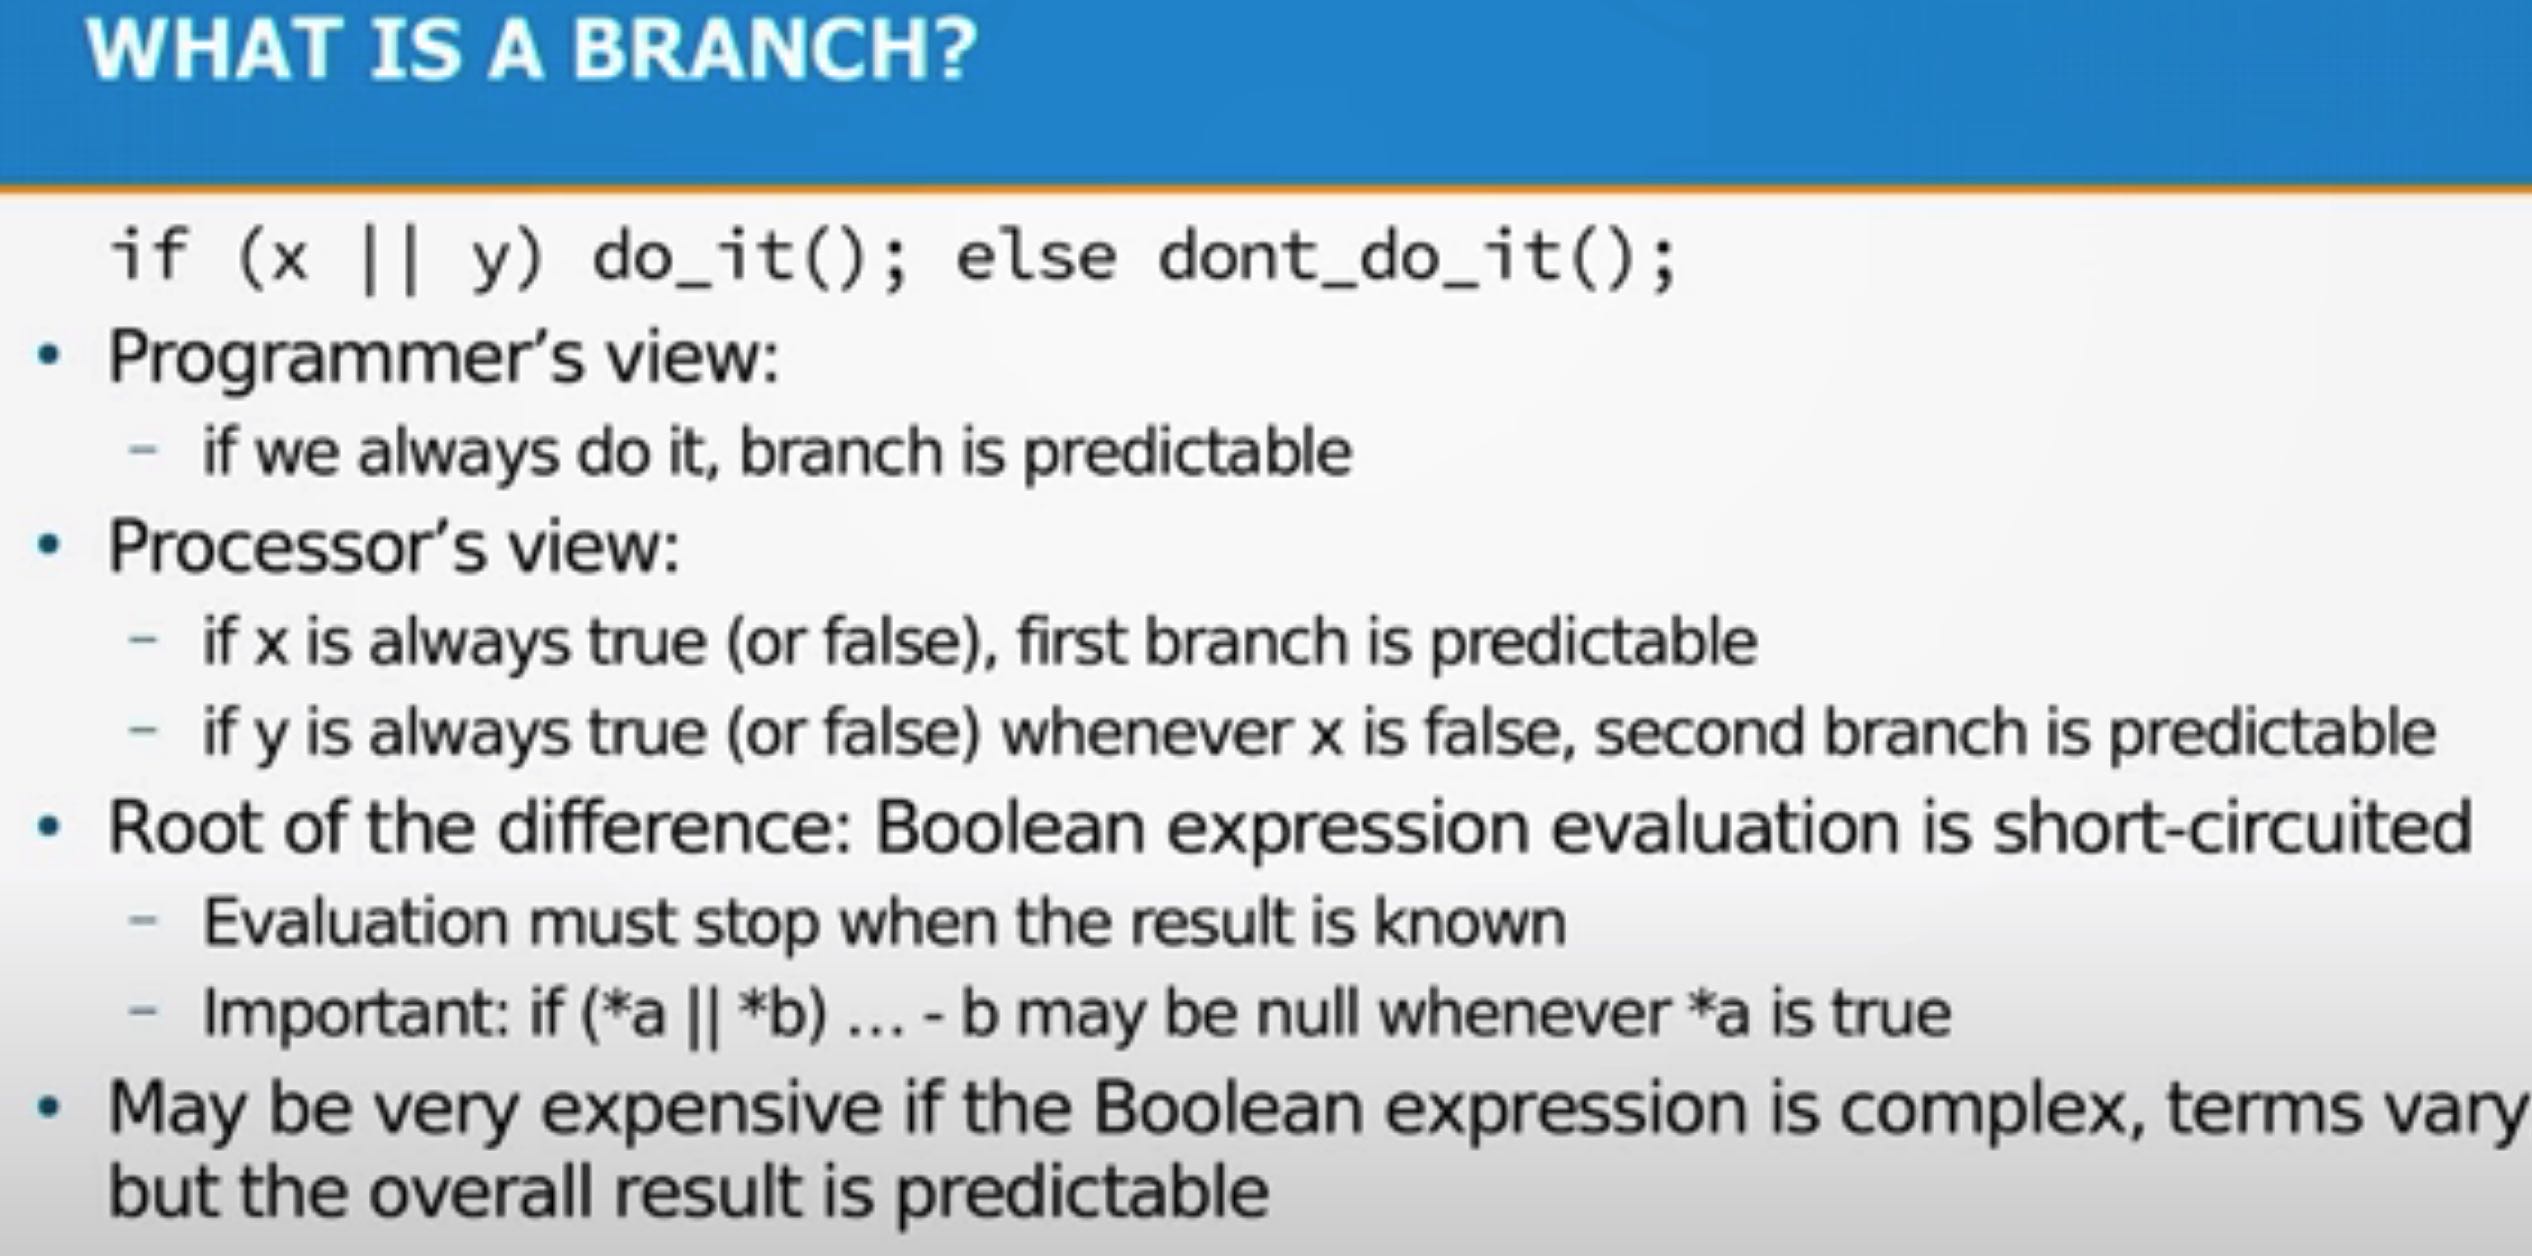 WHAT IS A BRANCH?
if (x || y) do_it(); else dont_do_it();
• Programmer's view:
– if we always do it, branch is predictable
• Processor's view:
– if x is always true (or false), first branch is predictable
– if y is always true (or false) whenever x is false, second branch is predictable
• Root of the difference: Boolean expression evaluation is short-circuited
– Evaluation must stop when the result is known
– Important: if (*a || *b) … - b may be null whenever *a is true
• May be very expensive if the Boolean expression is complex, terms vary
but the overall result is predictable